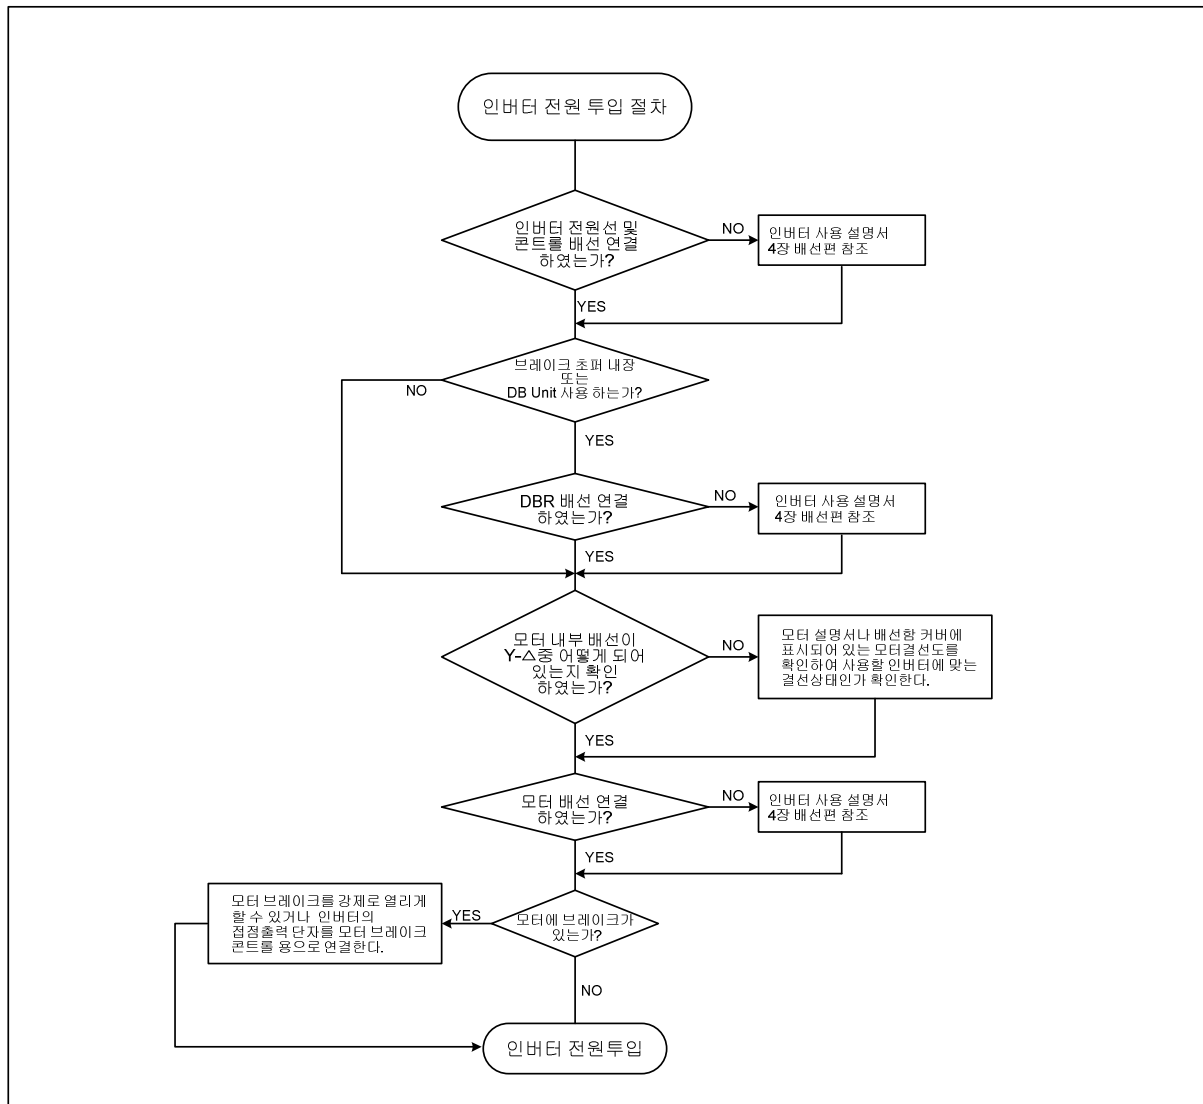 인버터 전원 투입 절차
인버터 전원선 및
콘트롤 배선 연결
하였는가?
NO
인버터 사용 설명서
4장 배선편 참조
YES
브레이크 초퍼 내장
또는
DB Unit 사용 하는가?
NO
YES
DBR 배선 연결
하였는가?
NO
인버터 사용 설명서
4장 배선편 참조
YES
모터 내부 배선이
Y-△중 어떻게 되어
있는지 확인
하였는가?
NO
모터 설명서나 배선함 커버에
표시되어 있는 모터결선도를
확인하여 사용할 인버터에 맞는
결선상태인가 확인한다.
YES
모터 배선 연결
하였는가?
NO
인버터 사용 설명서
4장 배선편 참조
YES
모터에 브레이크가
있는가?
YES
모터 브레이크를 강제로 열리게
할 수 있거나 인버터의
접점출력 단자를 모터 브레이크
콘트롤 용으로 연결한다.
NO
인버터 전원투입